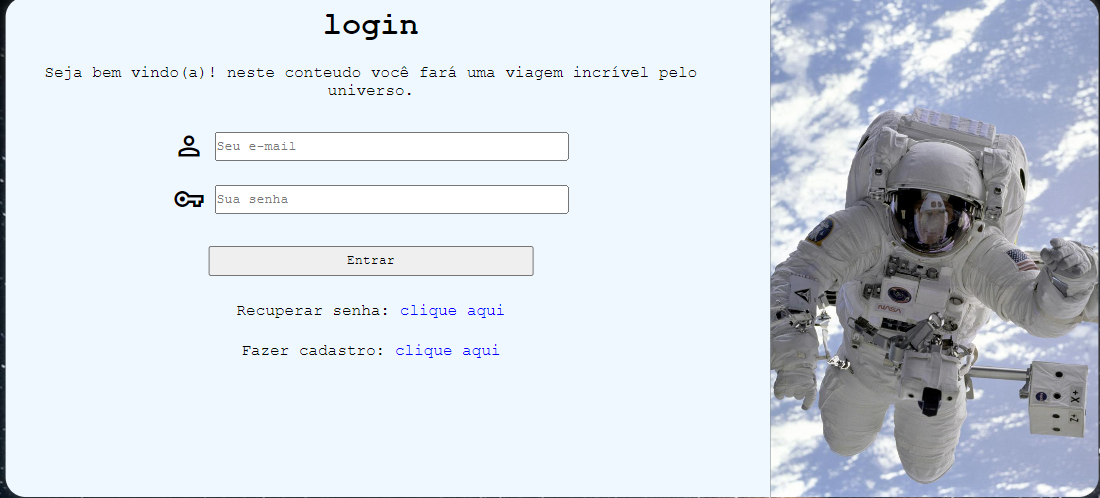 login
Seja bem vindo(a)! neste conteudo você fará uma viagem incrível pelo
universo.
Seu e-mail
Sua senha
Entrar
Recuperar senha: clique aqui
Fazer cadastro: clique aqui
NASA
+X
+Z